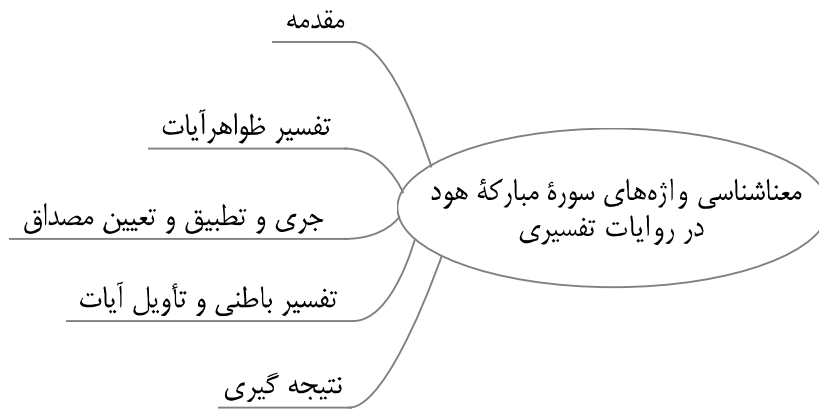 معناشناسی واژه‌های سورهٔ مبارکهٔ هود
در روایات تفسیری
مقدمه
تفسیر ظواهرآیات
جری و تطبیق و تعیین مصداق
تفسیر باطنی و تأویل آیات
نتیجه گیری